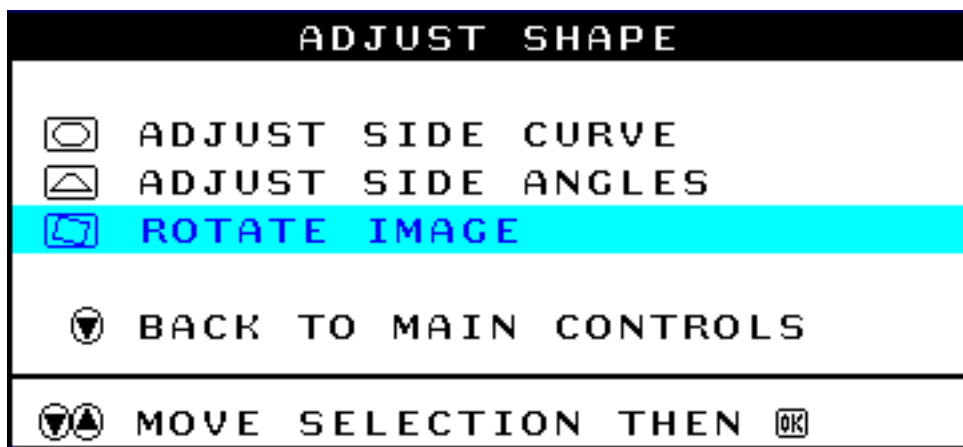 ADJUST SHAPE
ADJUST SIDE CURVE
ADJUST SIDE ANGLES
ROTATE IMAGE
BACK TO MAIN CONTROLS
MOVE SELECTION THEN OK